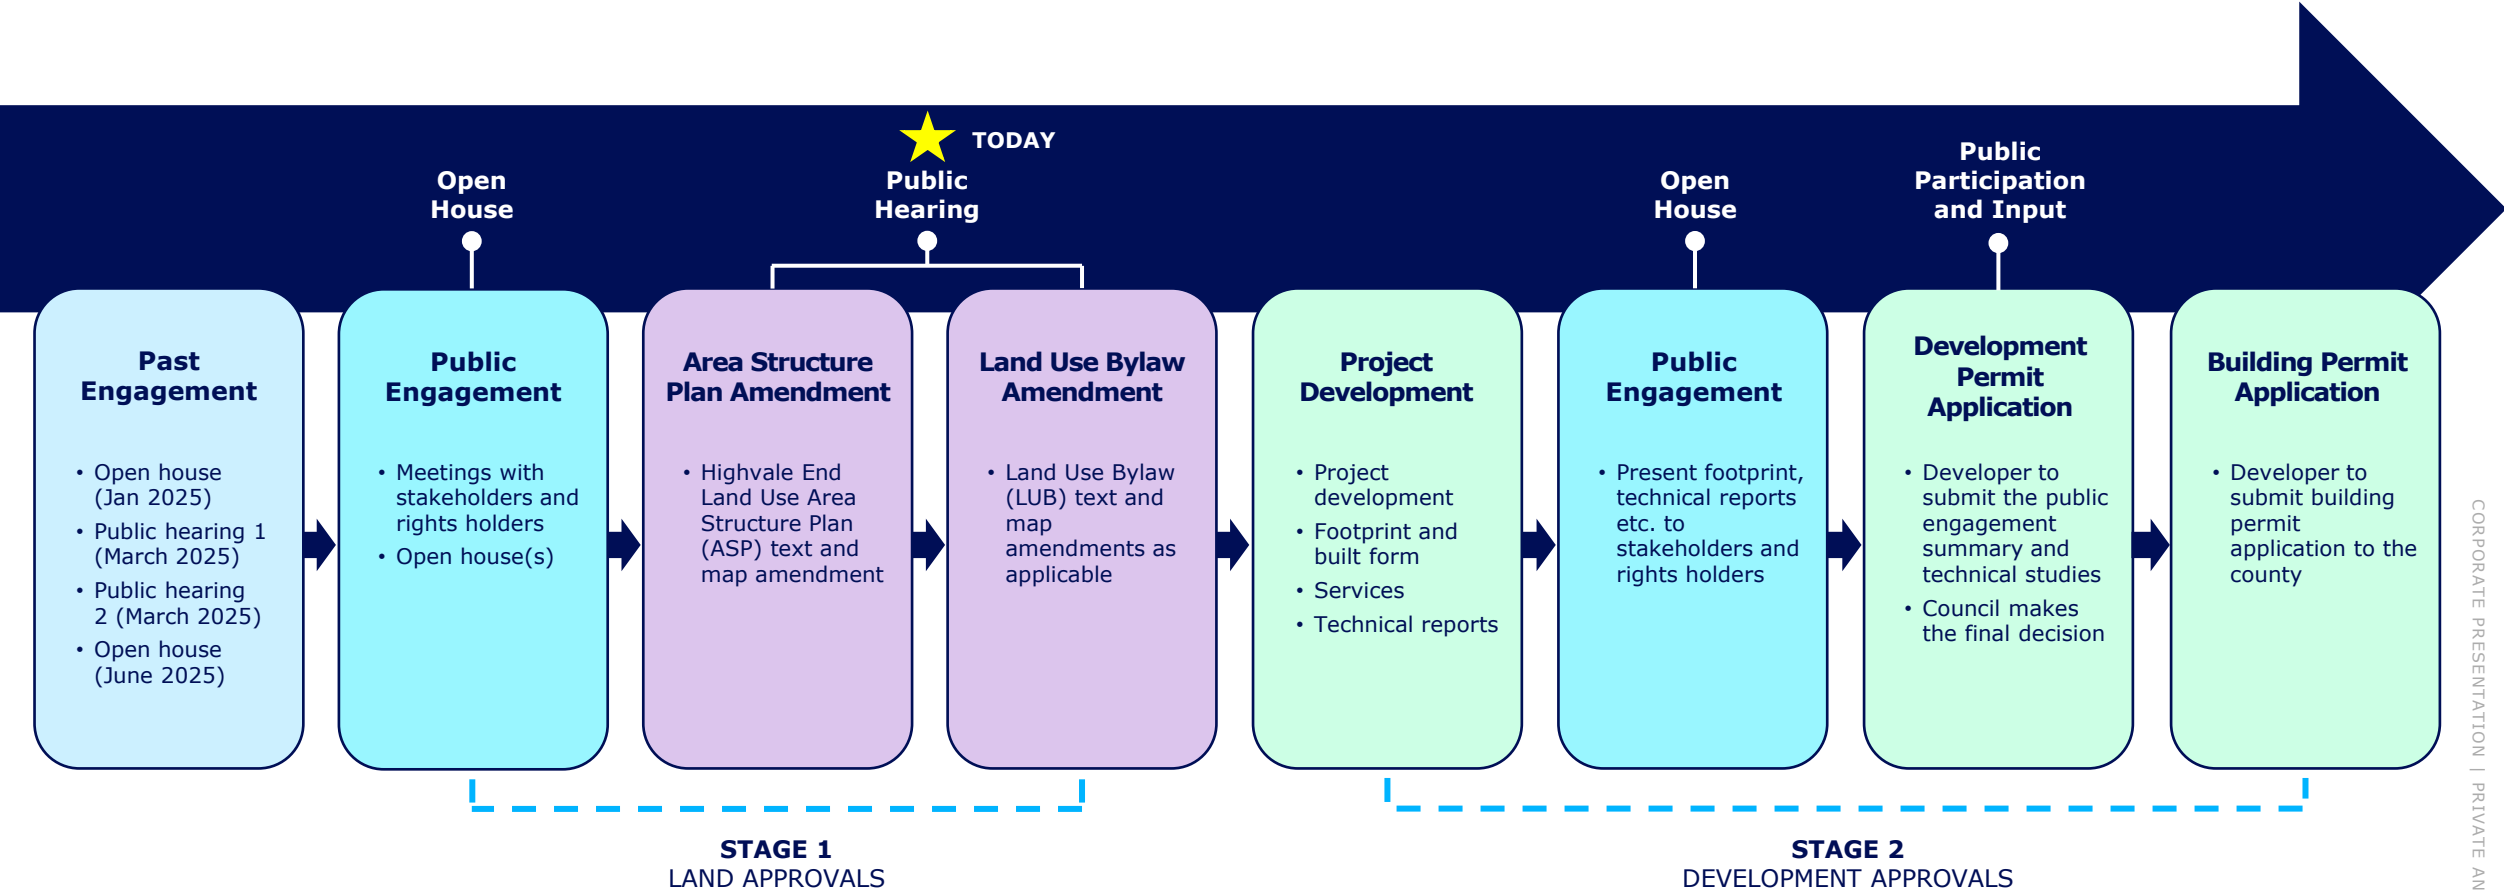 TODAY
Open
House
Public
Hearing
Open
House
Public
Participation
and Input
Past
Engagement
• Open house
(Jan 2025)
• Public hearing 1
(March 2025)
• Public hearing
2 (March 2025)
• Open house
(June 2025)
Public
Engagement
• Meetings with
stakeholders and
rights holders
• Open house(s)
Area Structure
Plan Amendment
• Highvale End
Land Use Area
Structure Plan
(ASP) text and
map amendment
Land Use Bylaw
Amendment
• Land Use Bylaw
(LUB) text and
map
amendments as
applicable
Project
Development
• Project
development
• Footprint and
built form
• Services
• Technical reports
Public
Engagement
• Present footprint,
technical reports
etc. to
stakeholders and
rights holders
Development
Permit
Application
• Developer to
submit the public
engagement
summary and
technical studies
• Council makes
the final decision
Building Permit
Application
• Developer to
submit building
permit
application to the
county
STAGE 1
LAND APPROVALS
STAGE 2
DEVELOPMENT APPROVALS
CORPORATE PRESENTATION | PRIVATE AN